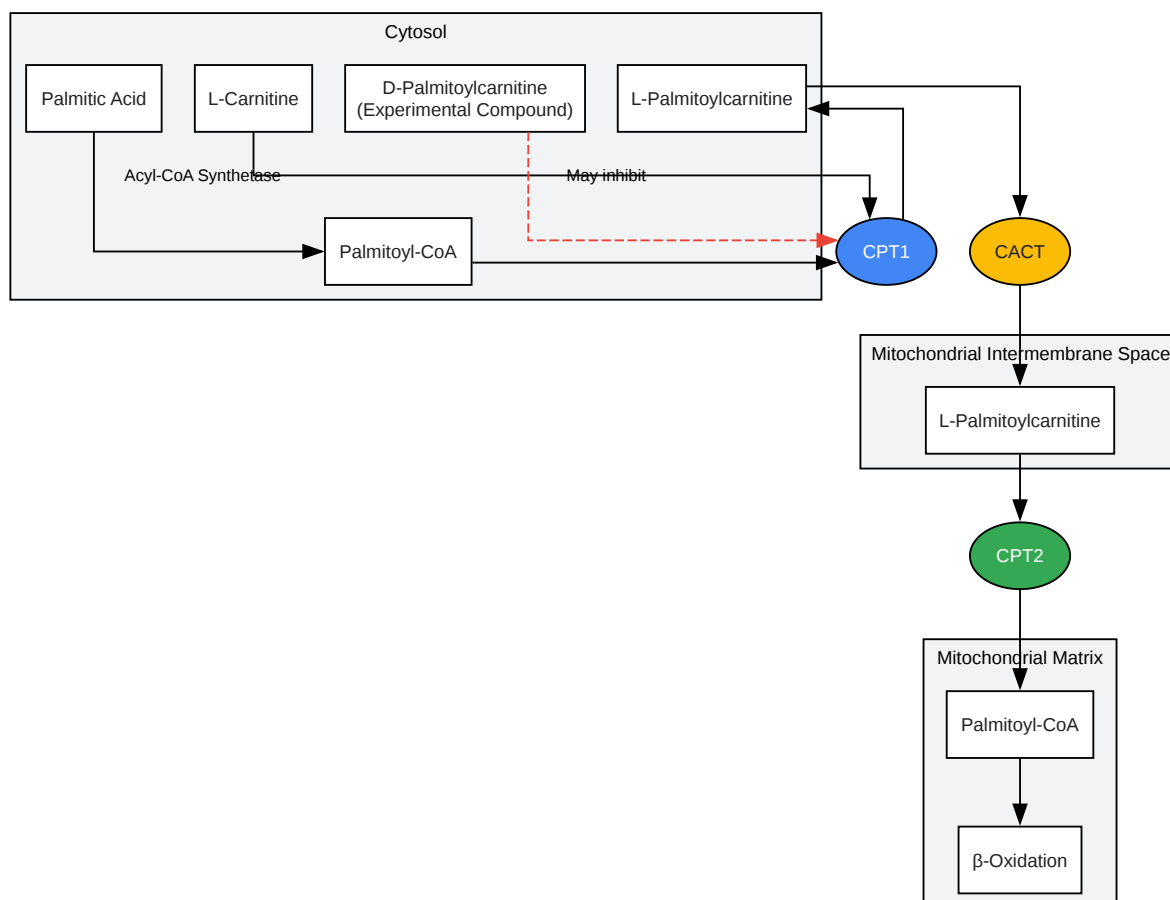 Cytosol
Palmitic Acid
L-Carnitine
D-Palmitoylcarnitine
(Experimental Compound)
L-Palmitoylcarnitine
Acyl-CoA Synthetase
May inhibit
Palmitoyl-CoA
CPT1
CACT
Mitochondrial Intermembrane Space
L-Palmitoylcarnitine
CPT2
Mitochondrial Matrix
Palmitoyl-CoA
β-Oxidation